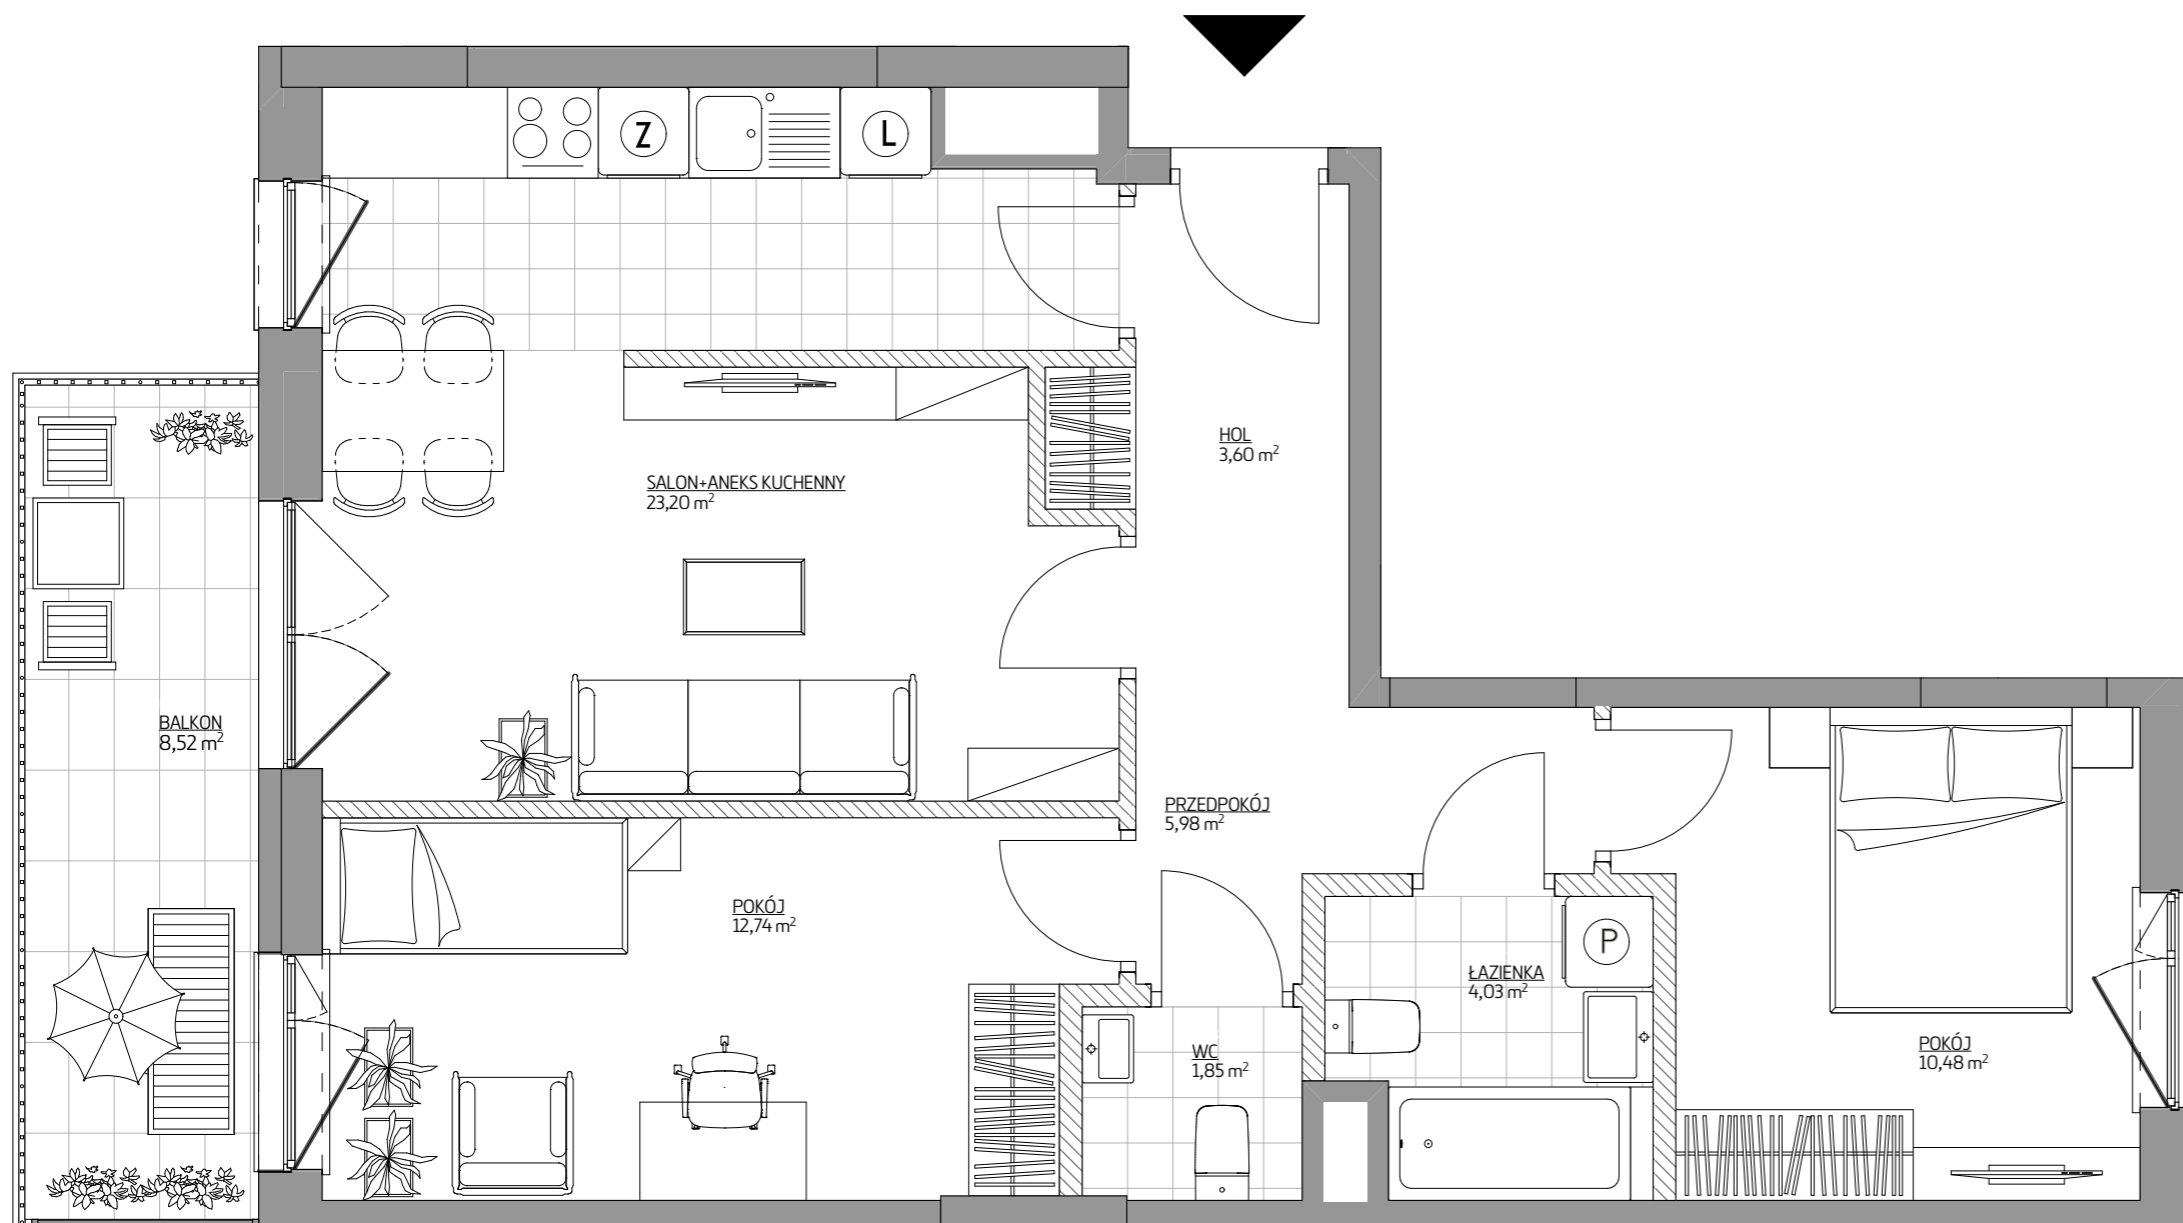 Z
L
HOL
3,60 m²
SALON+ANEKS KUCHENNY
23,20 m²
BALKON
8,52 m²
PRZEDPOKÓJ
5,98 m²
POKÓJ
12,74 m²
P
ŁAZIENKA
4,03 m²
WC
1,85 m²
POKÓJ
10,48 m²